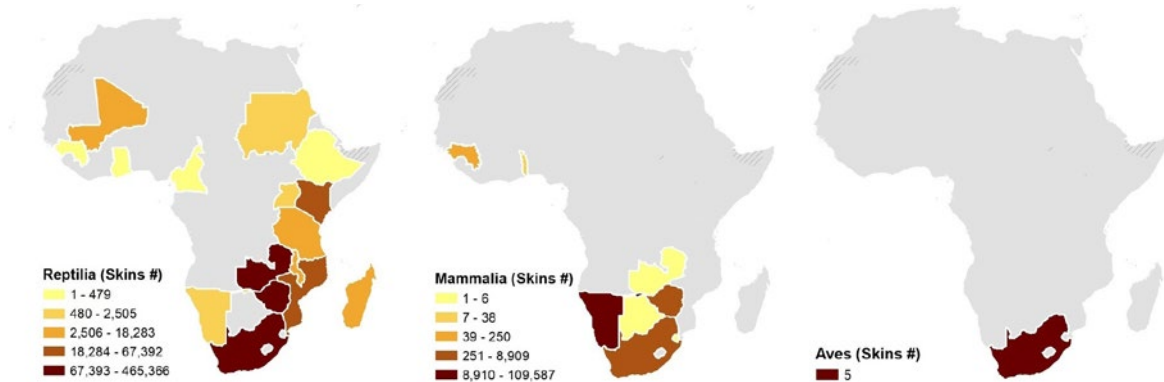 Reptilia (Skins #)
1 - 479
480 - 2,505
2,506 - 18,283
18,284 - 67,392
67,393 - 465,366
Mammalia (Skins #)
1 - 6
7 - 38
39 - 250
251 - 8,909
8,910 - 109,587
Aves (Skins #)
5